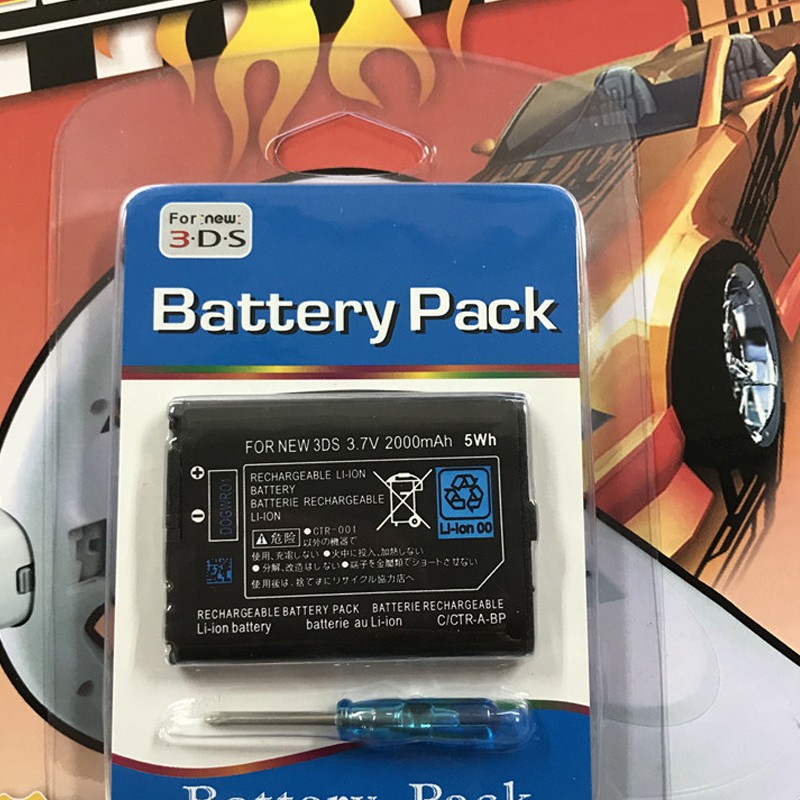 For new
3·D·S
Battery Pack
FOR NEW 3DS 3.7V 2000mAh 5Wh
DOGWR01
RECHARGEABLE LI-ION
BATTERY
BATTERIE RECHARGEABLE
LI-ION
Li-ion 00
危険 ●CTR-001
以外の機器で
使用、充電しない ●火中に投入、加熱しない
●分解、改造はしない ●端子を金属類でショートさせない
使用後は、捨てずにリサイクル協力店へ
RECHARGEABLE BATTERY PACK BATTERIE RECHARGEABLE
Li-ion battery batterie au Li-ion C/CTR-A-BP
Battery Pack